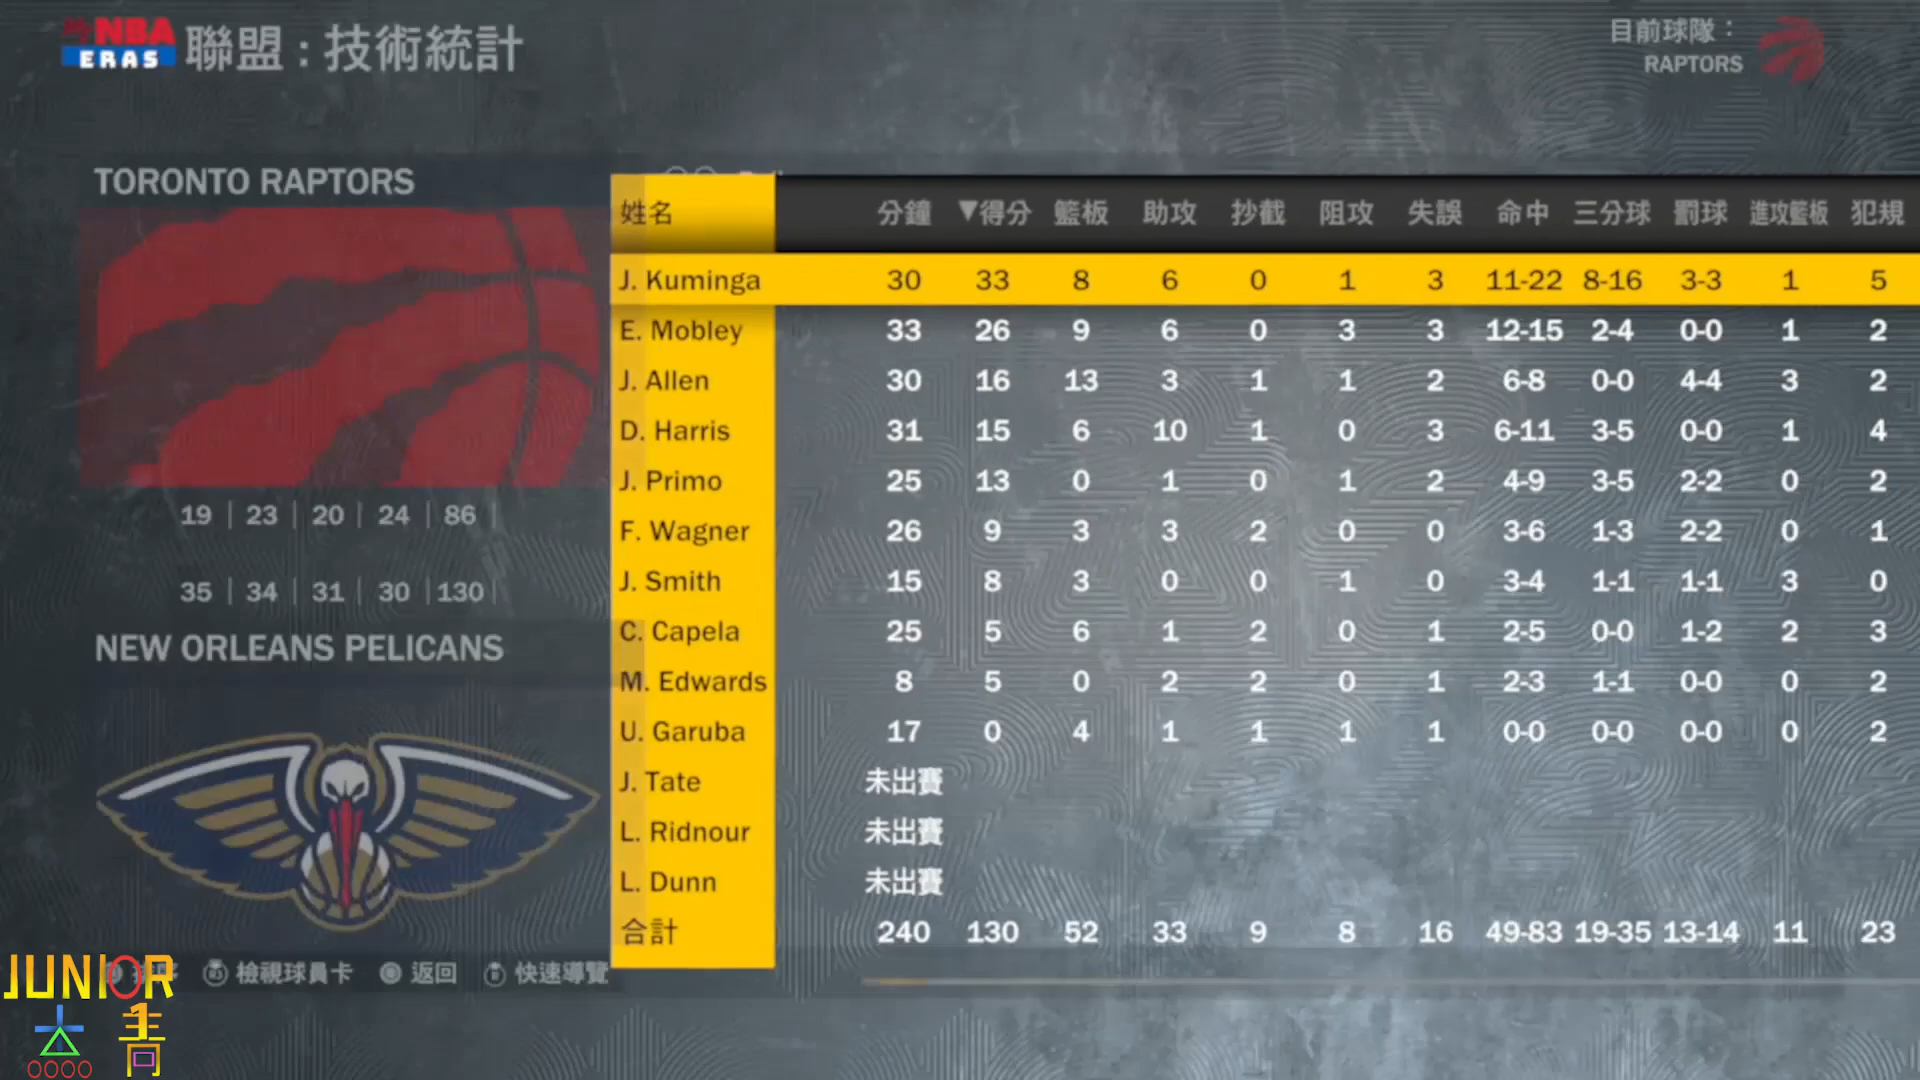 MyNBA ERAS 聯盟:技術統計
目前球隊:
RAPTORS
TORONTO RAPTORS
19 | 23 | 20 | 24 | 86 |
35 | 34 | 31 | 30 | 130 |
NEW ORLEANS PELICANS
姓名 分鐘 ▼得分 籃板 助攻 抄截 阻攻 失誤 命中 三分球 罰球 進攻籃板 犯規
J. Kuminga 30 33 8 6 0 1 3 11-22 8-16 3-3 1 5
E. Mobley 33 26 9 6 0 3 3 12-15 2-4 0-0 1 2
J. Allen 30 16 13 3 1 1 2 6-8 0-0 4-4 3 2
D. Harris 31 15 6 10 1 0 3 6-11 3-5 0-0 1 4
J. Primo 25 13 0 1 0 1 2 4-9 3-5 2-2 0 2
F. Wagner 26 9 3 3 2 0 0 3-6 1-3 2-2 0 1
J. Smith 15 8 3 0 0 1 0 3-4 1-1 1-1 3 0
C. Capela 25 5 6 1 2 0 1 2-5 0-0 1-2 2 3
M. Edwards 8 5 0 2 2 0 1 2-3 1-1 0-0 0 2
U. Garuba 17 0 4 1 1 1 1 0-0 0-0 0-0 0 2
J. Tate 未出賽
L. Ridnour 未出賽
L. Dunn 未出賽
合計 240 130 52 33 9 8 16 49-83 19-35 13-14 11 23
檢視球員卡 返回 快速導覽
JUNIOR